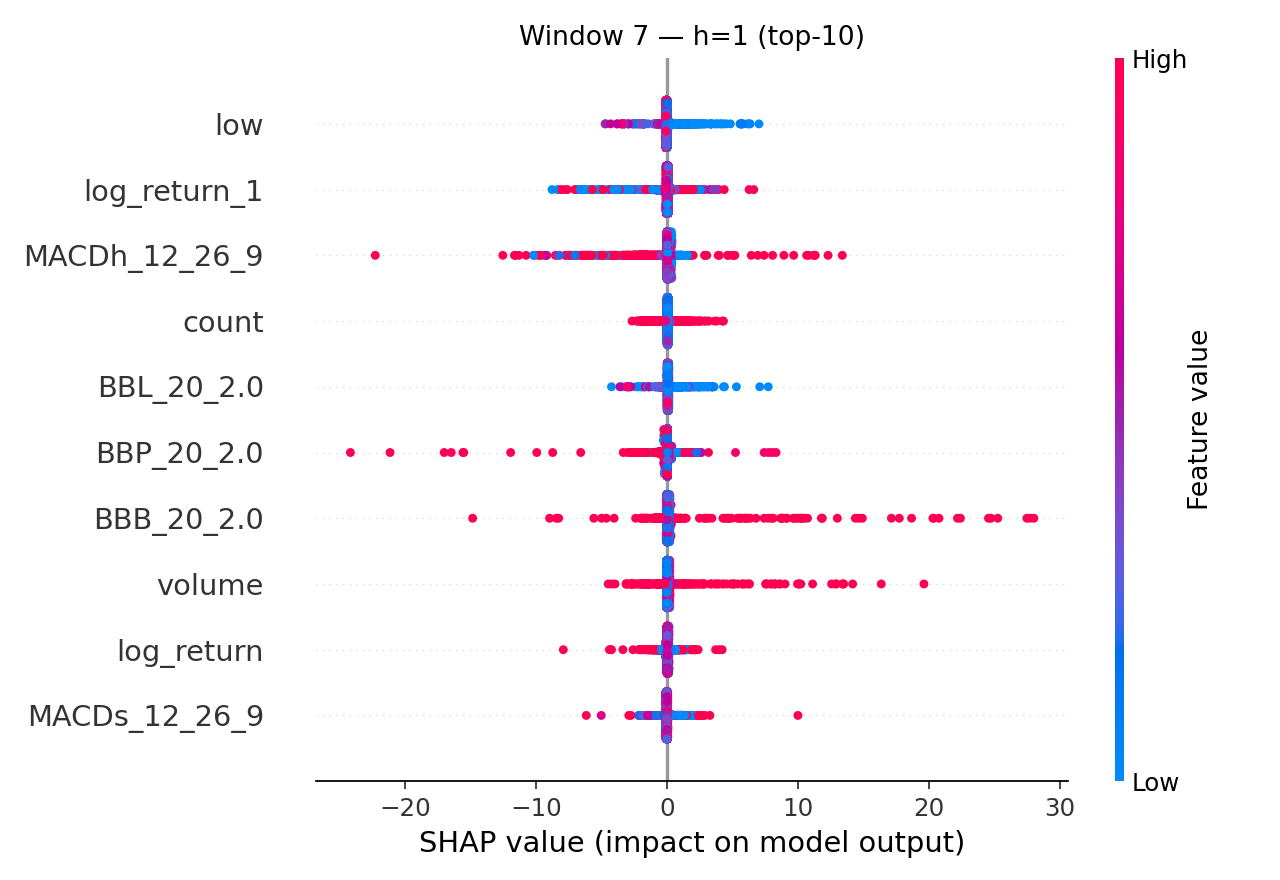 Window 7 — h=1 (top-10)
High
low
log_return_1
MACDh_12_26_9
count
BBL_20_2.0
BBP_20_2.0
BBB_20_2.0
volume
log_return
MACDs_12_26_9
Feature value
Low
−20
−10
0
10
20
30
SHAP value (impact on model output)